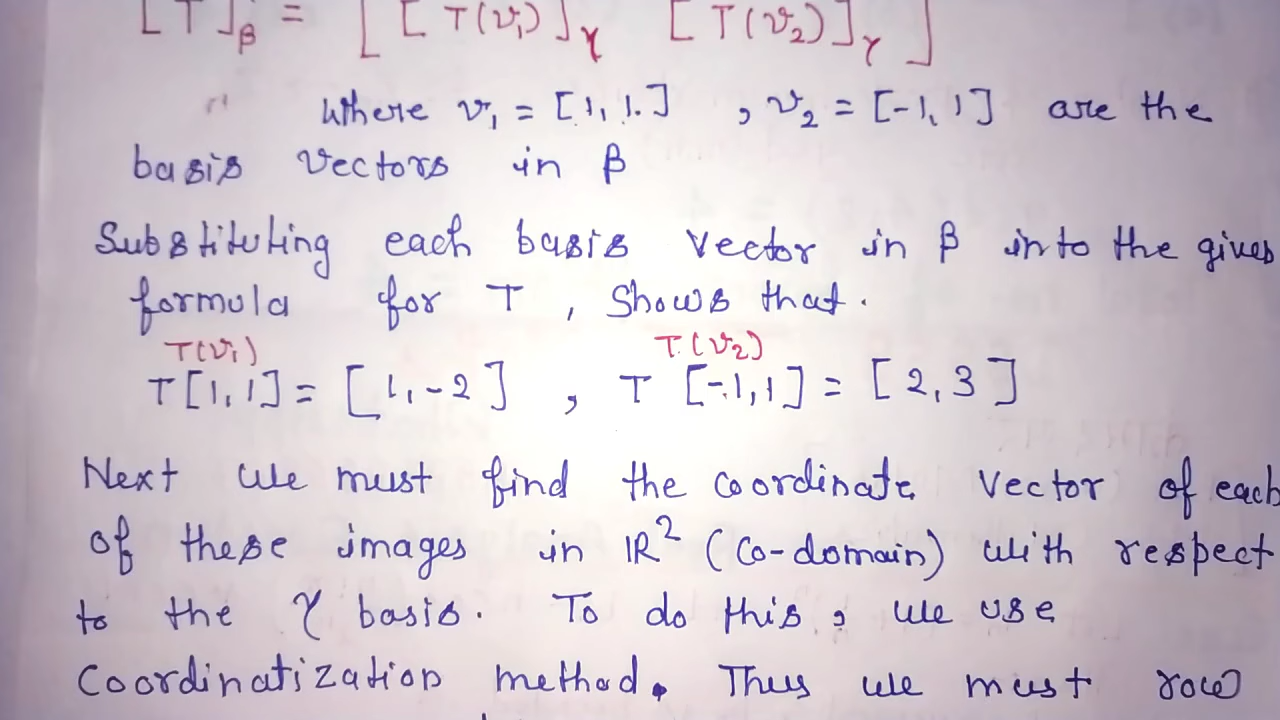 [T]β = [ [T(v₁)]γ [T(v₂)]γ ]
where v₁ = [1, 1.] , v₂ = [-1, 1] are the
basis vectors in β
Substituting each basis vector in β into the given
formula for T , Shows that.
T(v₁) T.(v₂)
T[1, 1] = [1, -2] , T [-1, 1] = [2, 3]
Next we must find the coordinate vector of each
of these images in IR² (Co-domain) with respect
to the γ basis. To do this, we use
Coordinatization method. Thus we must row